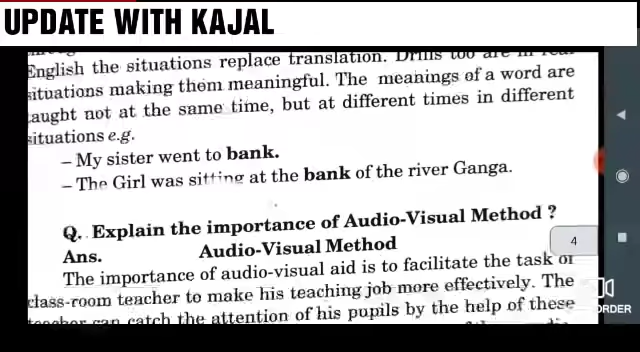 UPDATE WITH KAJAL
English the situations replace translation. Drills too are in real
situations making them meaningful. The meanings of a word are
taught not at the same time, but at different times in different
situations e.g.
– My sister went to bank.
– The Girl was sitting at the bank of the river Ganga.
Q. Explain the importance of Audio-Visual Method ?
Ans. Audio-Visual Method
4
The importance of audio-visual aid is to facilitate the task of
class-room teacher to make his teaching job more effectively. The
ORDER
teacher can catch the attention of his pupils by the help of these